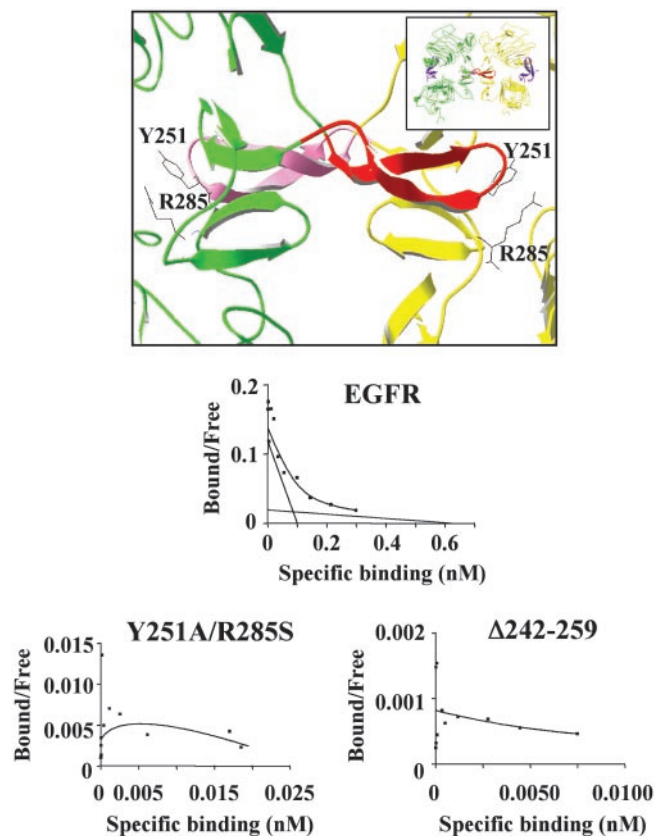 Y251
R285
Y251
R285
EGFR
Bound/Free
0.2
0.1
0
0 0.2 0.4 0.6
Specific binding (nM)
Y251A/R285S
Bound/Free
0.015
0.010
0.005
0
0 0.005 0.015 0.025
Specific binding (nM)
Δ242-259
Bound/Free
0.002
0.001
0
0 0.0050 0.0100
Specific binding (nM)